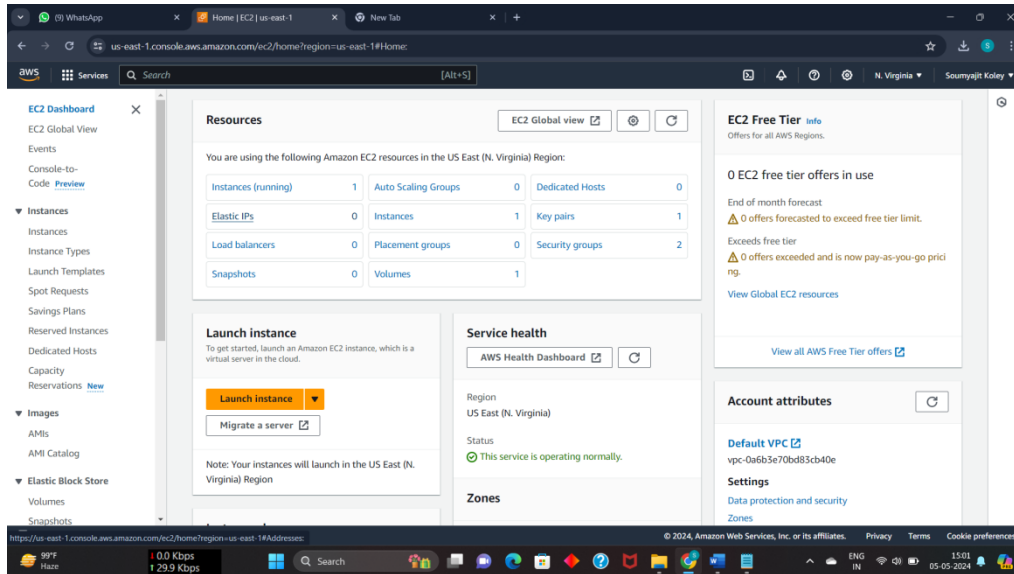 (9) WhatsApp
Home | EC2 | us-east-1
New Tab
us-east-1.console.aws.amazon.com/ec2/home?region=us-east-1#Home:
aws
Services
Search
[Alt+S]
N. Virginia
Soumyajit Koley
EC2 Dashboard
EC2 Global View
Events
Console-to-
Code Preview
Instances
Instances
Instance Types
Launch Templates
Spot Requests
Savings Plans
Reserved Instances
Dedicated Hosts
Capacity
Reservations New
Images
AMIs
AMI Catalog
Elastic Block Store
Volumes
Snapshots
Resources
EC2 Global view
You are using the following Amazon EC2 resources in the US East (N. Virginia) Region:
Instances (running) 1
Auto Scaling Groups 0
Dedicated Hosts 0
Elastic IPs 0
Instances 1
Key pairs 1
Load balancers 0
Placement groups 0
Security groups 2
Snapshots 0
Volumes 1
Launch instance
To get started, launch an Amazon EC2 instance, which is a
virtual server in the cloud.
Launch instance
Migrate a server
Note: Your instances will launch in the US East (N.
Virginia) Region
Service health
AWS Health Dashboard
Region
US East (N. Virginia)
Status
This service is operating normally.
Zones
EC2 Free Tier Info
Offers for all AWS Regions.
0 EC2 free tier offers in use
End of month forecast
0 offers forecasted to exceed free tier limit.
Exceeds free tier
0 offers exceeded and is now pay-as-you-go prici
ng.
View Global EC2 resources
View all AWS Free Tier offers
Account attributes
Default VPC
vpc-0a6b3e70bd83cb40e
Settings
Data protection and security
Zones
https://us-east-1.console.aws.amazon.com/ec2/home?region=us-east-1#Addresses:
© 2024, Amazon Web Services, Inc. or its affiliates.
Privacy
Terms
Cookie preferences
99°F
Haze
0.0 Kbps
29.9 Kbps
Search
ENG
IN
15:01
05-05-2024